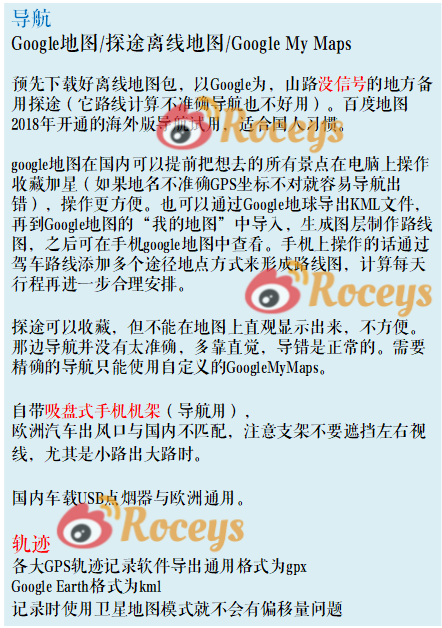 导航
Google地图/探途离线地图/Google My Maps
预先下载好离线地图包，以Google为，山路没信号的地方备
用探途（它路线计算不准确导航也不好用）。百度地图
2018年开通的海外版导航试用，适合国人习惯。
google地图在国内可以提前把想去的所有景点在电脑上操作
收藏加星（如果地名不准确GPS坐标不对就容易导航出
错），操作更方便。也可以通过Google地球导出KML文件，
再到Google地图的“我的地图”中导入，生成图层制作路线
图，之后可在手机google地图中查看。手机上操作的话通过
驾车路线添加多个途径地点方式来形成路线图，计算每天
行程再进一步合理安排。
探途可以收藏，但不能在地图上直观显示出来，不方便。
那边导航并没有太准确，多靠直觉，导错是正常的。需要
精确的导航只能使用自定义的GoogleMyMaps。
自带吸盘式手机机架（导航用），
欧洲汽车出风口与国内不匹配，注意支架不要遮挡左右视
线，尤其是小路出大路时。
国内车载USB点烟器与欧洲通用。
轨迹
各大GPS轨迹记录软件导出通用格式为gpx
Google Earth格式为kml
记录时使用卫星地图模式就不会有偏移量问题
Roceys
Roceys
Roceys